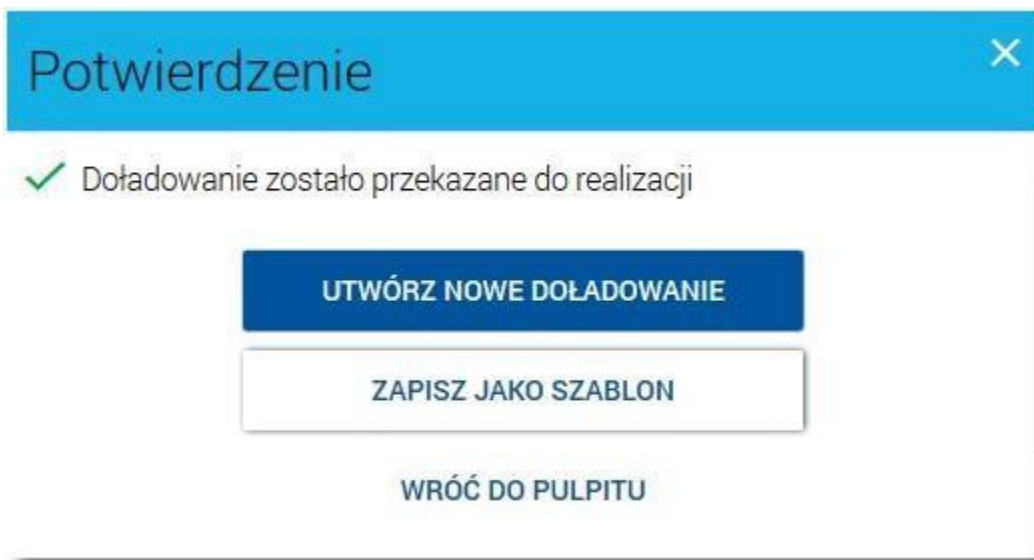 Potwierdzenie
Doładowanie zostało przekazane do realizacji
UTWÓRZ NOWE DOŁADOWANIE
ZAPISZ JAKO SZABLON
WRÓĆ DO PULPITU